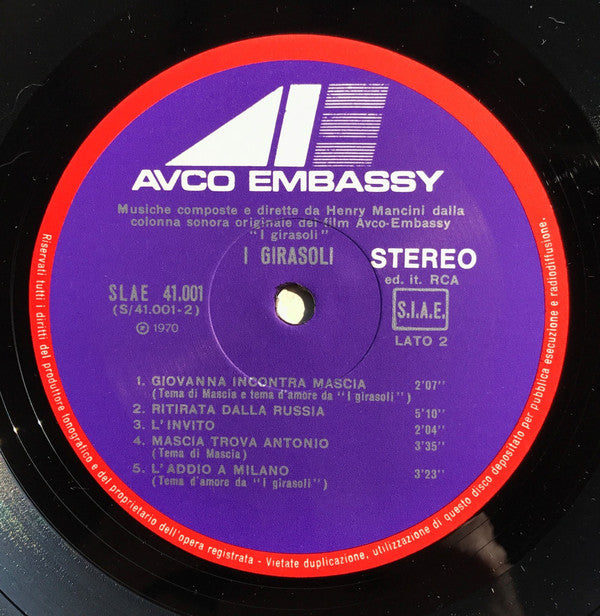 AVCO EMBASSY
Musiche composte e dirette da Henry Mancini dalla
colonna sonora originale del film Avco-Embassy
"I girasoli"
I GIRASOLI
STEREO
ed. it. RCA
SLAE 41.001
(S/41.001-2)
℗ 1970
S.I.A.E.
LATO 2
1. GIOVANNA INCONTRA MASCIA 2'07''
(Tema di Mascia e tema d'amore da "I girasoli")
2. RITIRATA DALLA RUSSIA 5'10''
3. L'INVITO 2'04''
4. MASCIA TROVA ANTONIO 3'35''
(Tema di Mascia)
5. L'ADDIO A MILANO 3'23''
(Tema d'amore da "I girasoli")
Riservati tutti i diritti del produttore fonografico e del proprietario dell'opera registrata - Vietate duplicazione, utilizzazione di questo disco depositato per pubblica esecuzione e radiodiffusione.